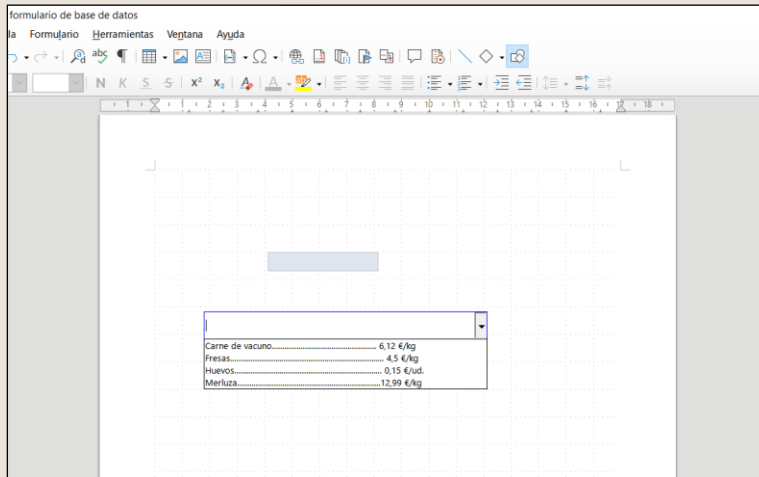 formulario de base de datos
la Formulario Herramientas Ventana Ayuda
N K S S X² X₂ A A
1 1 2 3 4 5 6 7 8 9 10 11 12 13 14 15 16 17 18
Carne de vacuno.................................................. 6,12 €/kg
Fresas........................................................................ 4,5 €/kg
Huevos...................................................................... 0,15 €/ud.
Merluza...................................................................12,99 €/kg